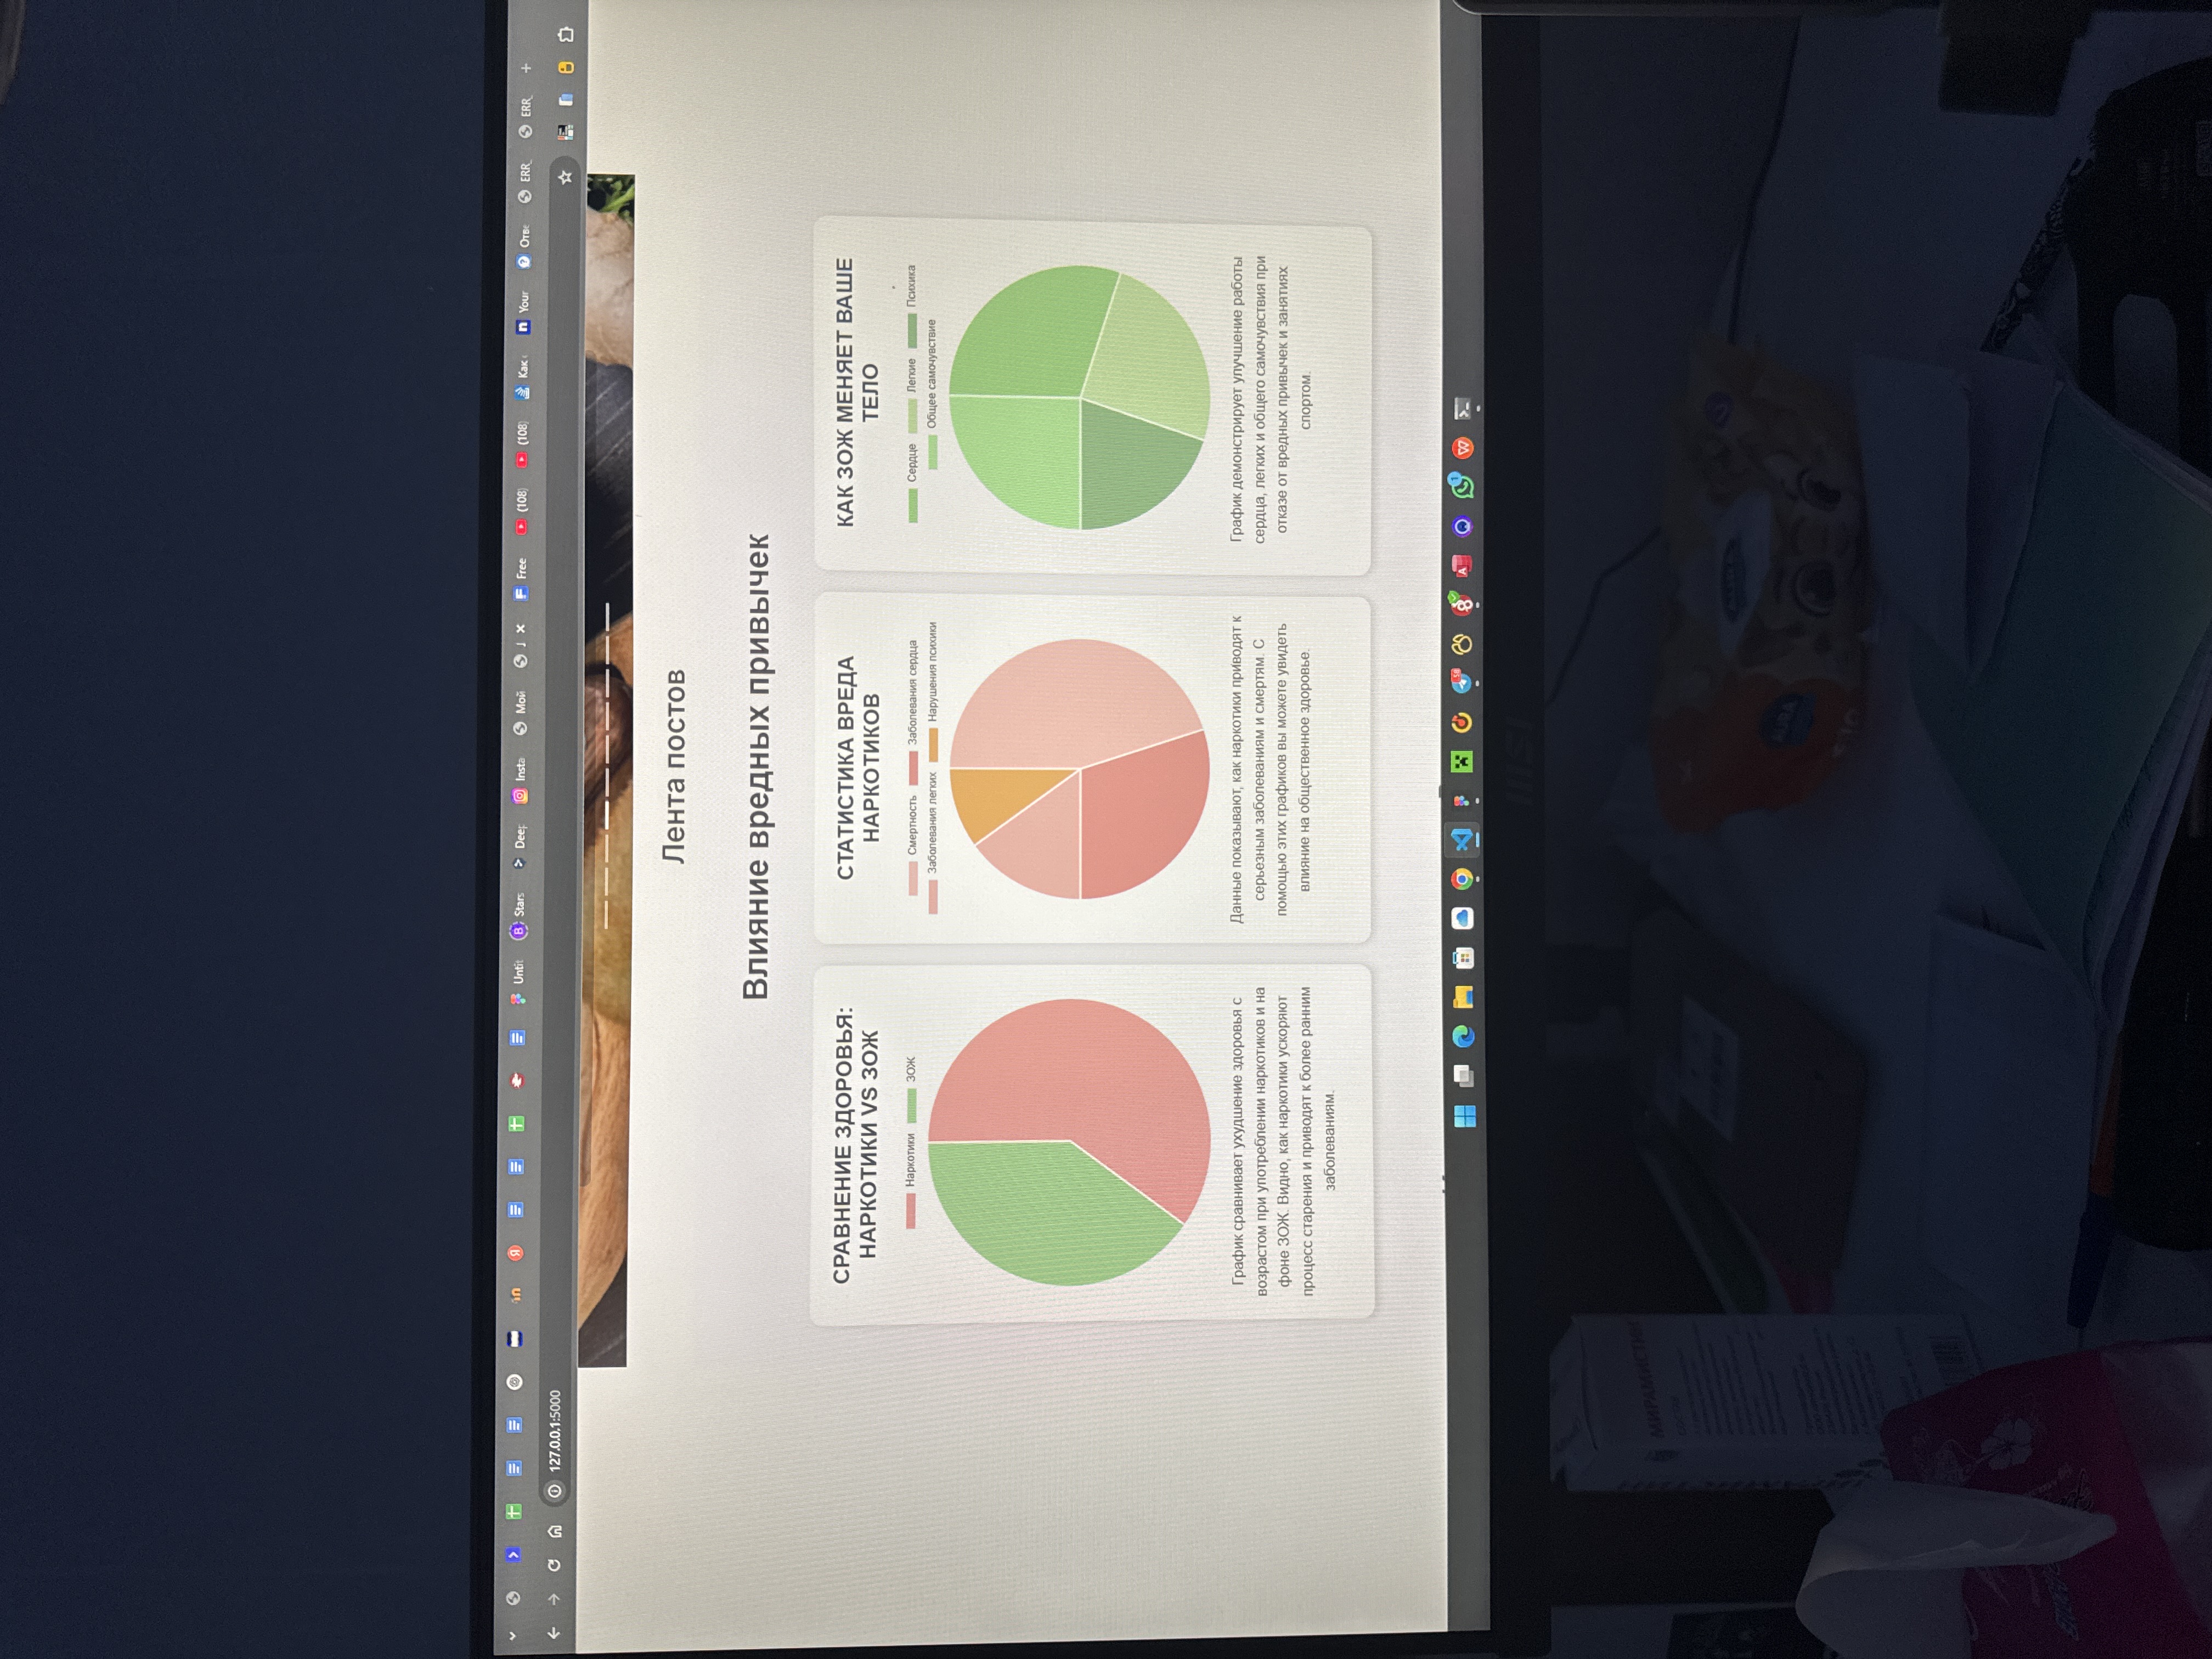 Untit
Stars
Deep
Insta
Мой
J
Free
(108)
(108)
Как
Your
Отве
ERR_
ERR_
127.0.0.1:5000
Лента постов
Влияние вредных привычек
СРАВНЕНИЕ ЗДОРОВЬЯ:
НАРКОТИКИ VS ЗОЖ
Наркотики ЗОЖ
График сравнивает ухудшение здоровья с
возрастом при употреблении наркотиков и на
фоне ЗОЖ. Видно, как наркотики ускоряют
процесс старения и приводят к более ранним
заболеваниям.
СТАТИСТИКА ВРЕДА
НАРКОТИКОВ
Смертность Заболевания сердца
Заболевания легких Нарушения психики
Данные показывают, как наркотики приводят к
серьезным заболеваниям и смертям. С
помощью этих графиков вы можете увидеть
влияние на общественное здоровье.
КАК ЗОЖ МЕНЯЕТ ВАШЕ
ТЕЛО
Сердце Легкие Психика
Общее самочувствие
График демонстрирует улучшение работы
сердца, легких и общего самочувствия при
отказе от вредных привычек и занятиях
спортом.
msi
МИРАМИСТИН
AURA